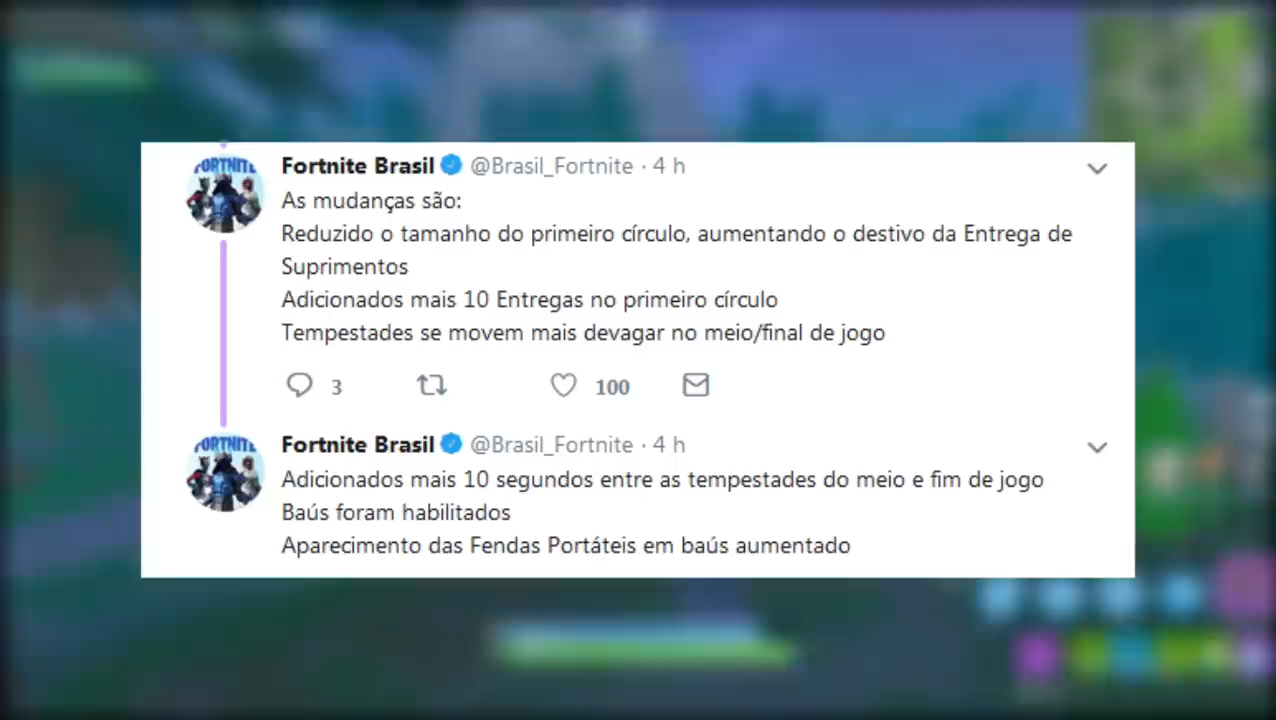 FORTNITE
Fortnite Brasil @Brasil_Fortnite · 4 h
As mudanças são:
Reduzido o tamanho do primeiro círculo, aumentando o destivo da Entrega de
Suprimentos
Adicionados mais 10 Entregas no primeiro círculo
Tempestades se movem mais devagar no meio/final de jogo
3 100
FORTNITE
Fortnite Brasil @Brasil_Fortnite · 4 h
Adicionados mais 10 segundos entre as tempestades do meio e fim de jogo
Baús foram habilitados
Aparecimento das Fendas Portáteis em baús aumentado